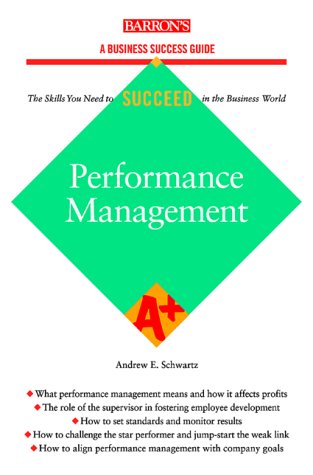 BARRON'S
A BUSINESS SUCCESS GUIDE
The Skills You Need to SUCCEED in the Business World
Performance
Management
A+
Andrew E. Schwartz
◆ What performance management means and how it affects profits
◆ The role of the supervisor in fostering employee development
◆ How to set standards and monitor results
◆ How to challenge the star performer and jump-start the weak link
◆ How to align performance management with company goals